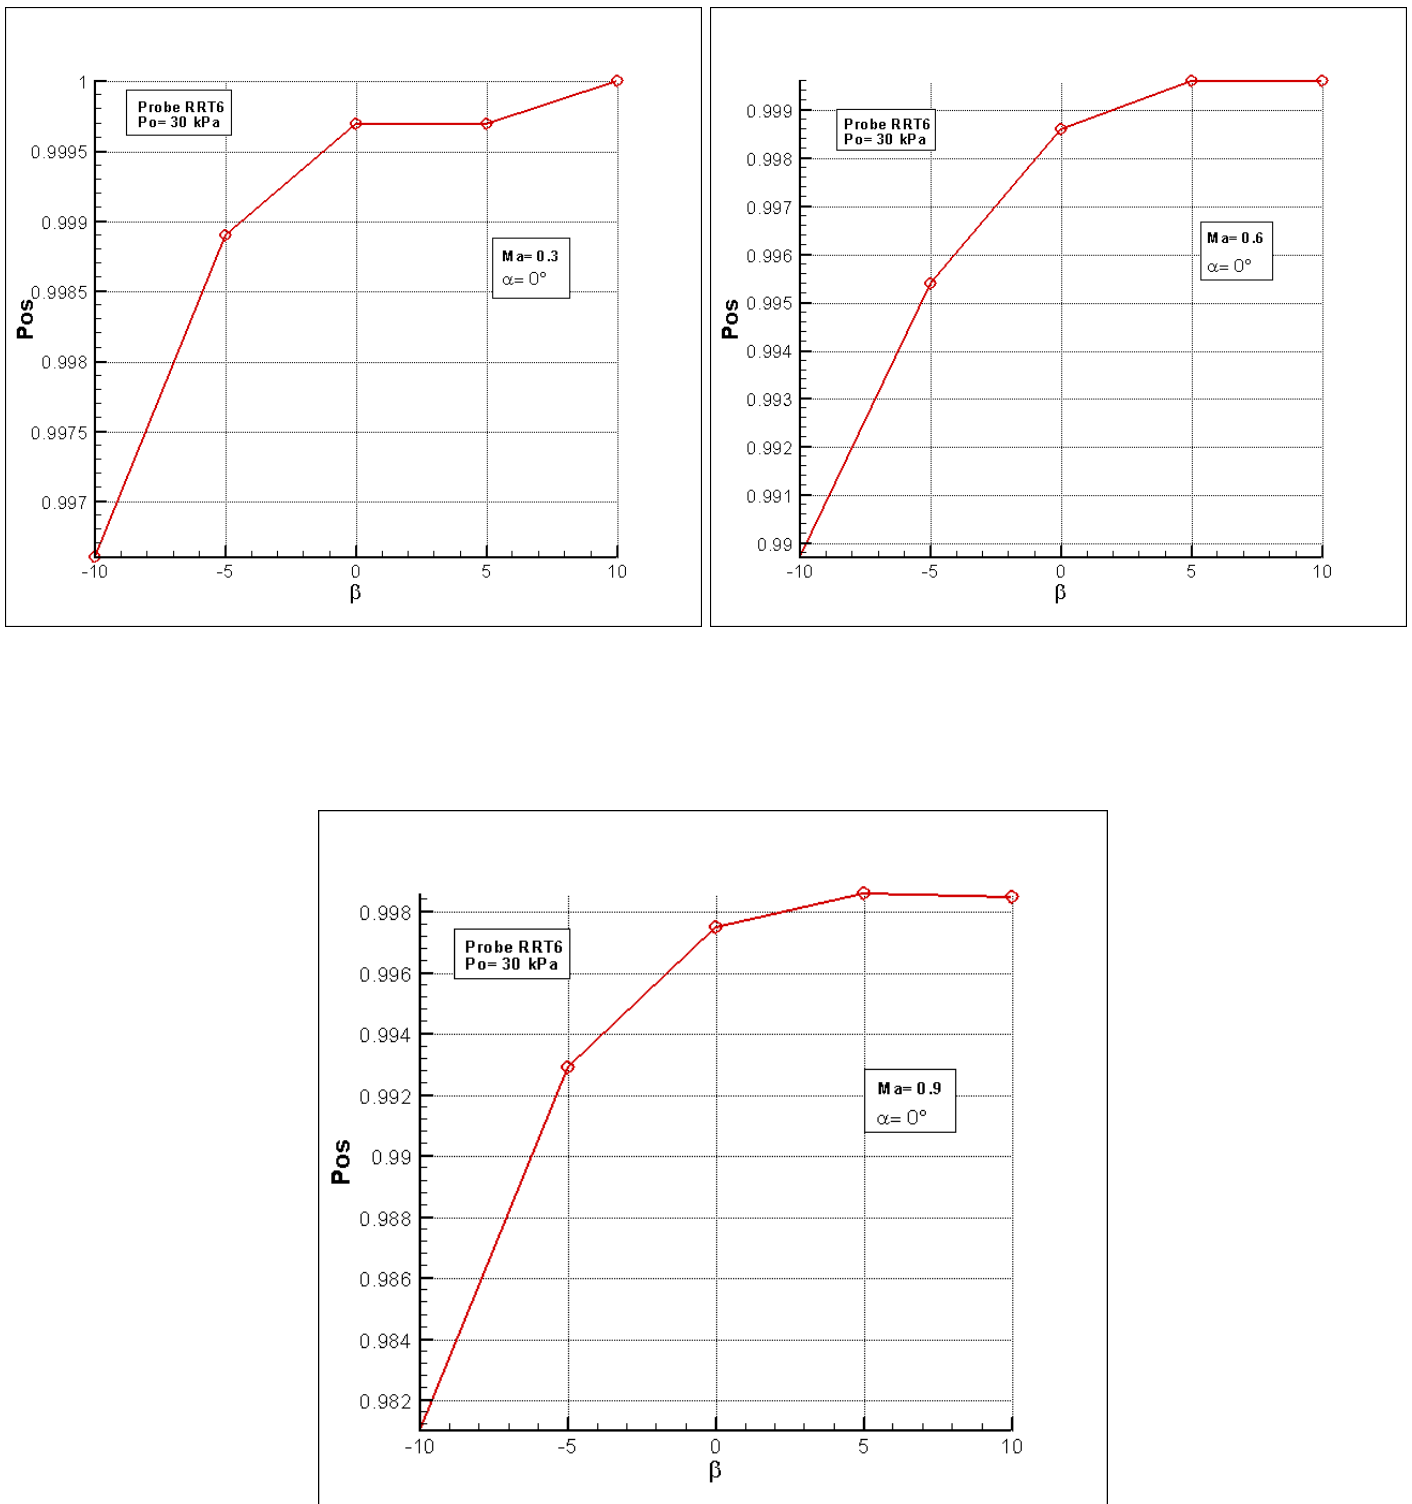 1
0.9995
0.999
0.9985
0.998
0.9975
0.997
Pos
Probe RRT6
Po= 30 kPa
Ma= 0.3
α= 0°
-10 -5 0 5 10
β
0.999
0.998
0.997
0.996
0.995
0.994
0.993
0.992
0.991
0.99
Pos
Probe RRT6
Po= 30 kPa
Ma= 0.6
α= 0°
-10 -5 0 5 10
β
0.998
0.996
0.994
0.992
0.99
0.988
0.986
0.984
0.982
Pos
Probe RRT6
Po= 30 kPa
Ma= 0.9
α= 0°
-10 -5 0 5 10
β